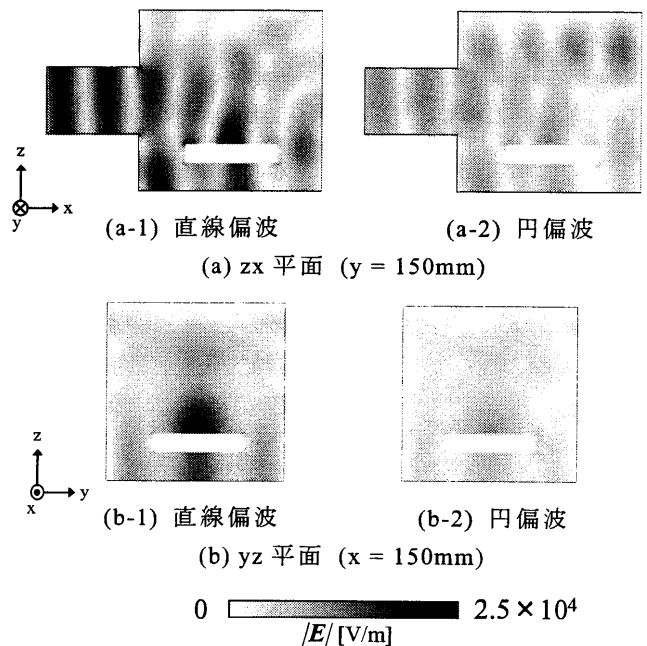 z
x
y
(a-1) 直線偏波
(a-2) 円偏波
(a) zx 平面 (y = 150mm)
z
y
x
(b-1) 直線偏波
(b-2) 円偏波
(b) yz 平面 (x = 150mm)
0
2.5×10⁴
|E| [V/m]